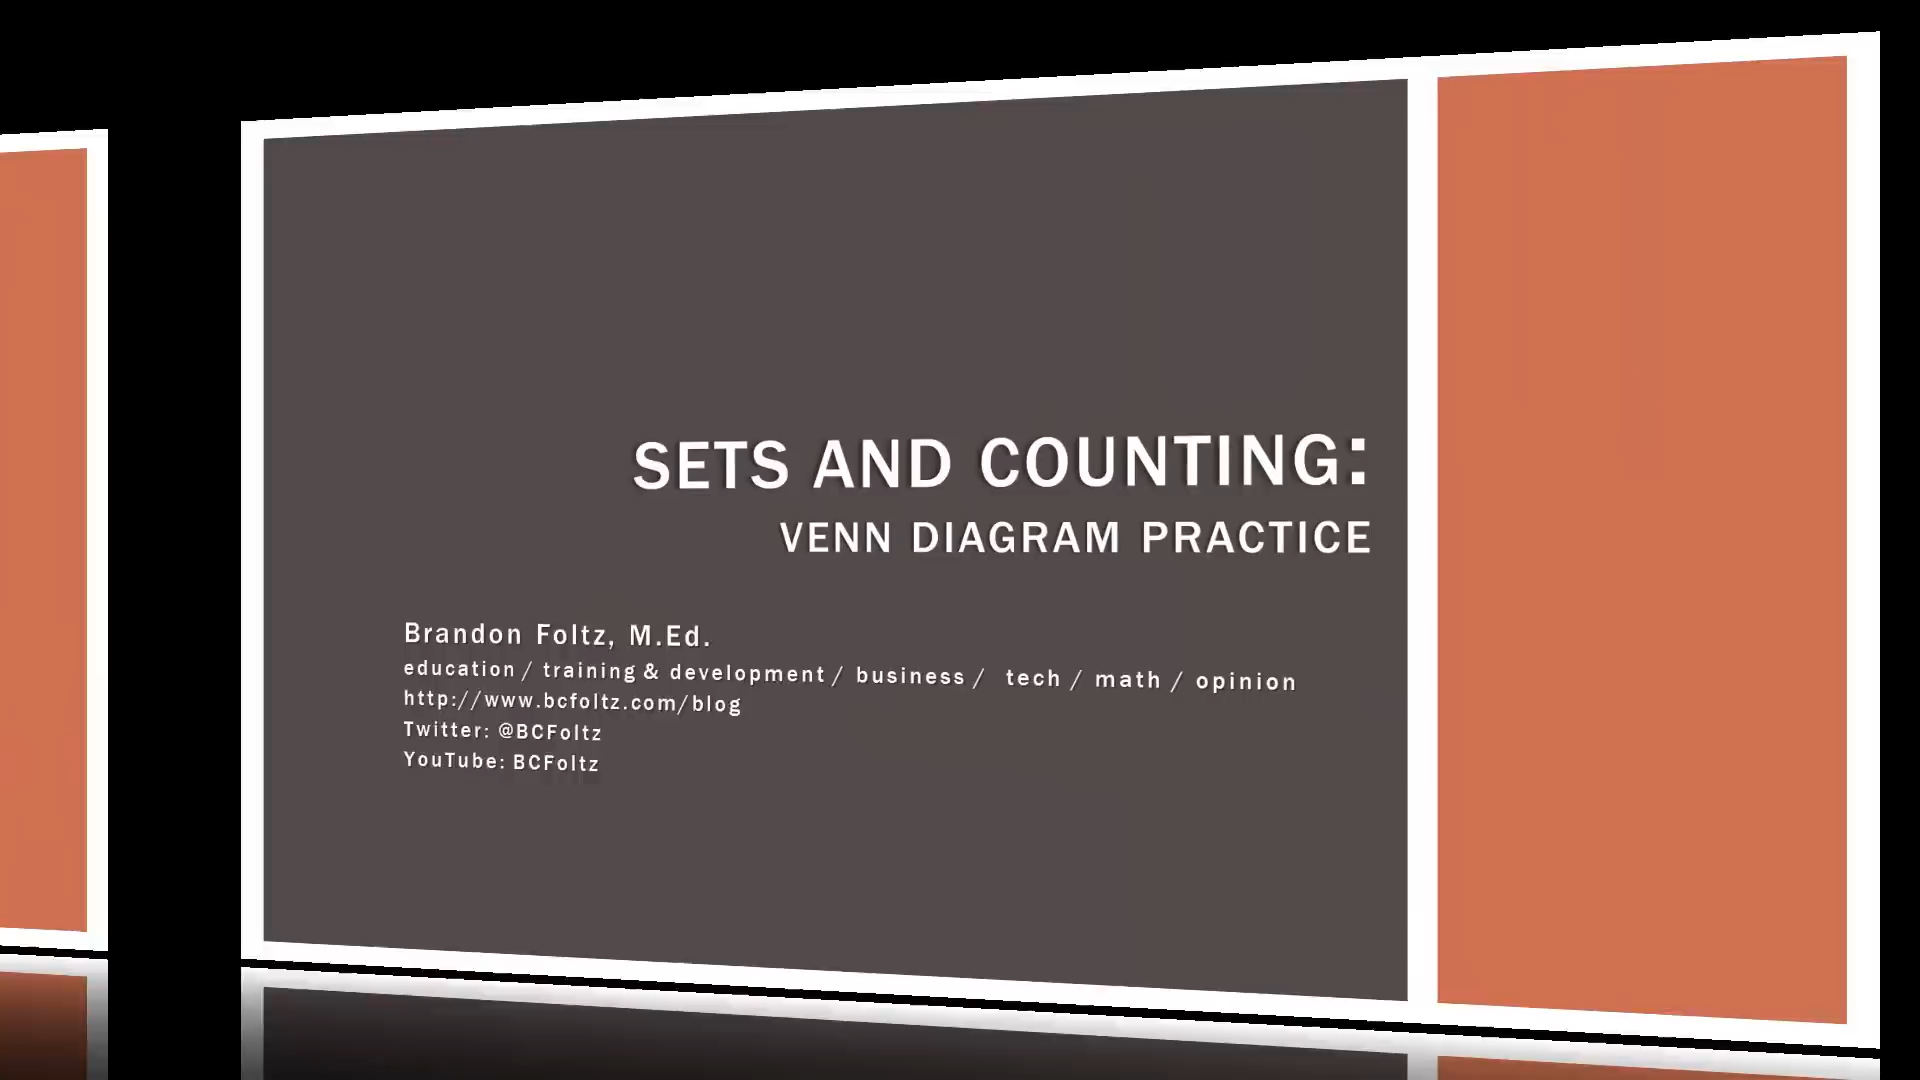 SETS AND COUNTING:
VENN DIAGRAM PRACTICE
Brandon Foltz, M.Ed.
education / training & development / business / tech / math / opinion
http://www.bcfoltz.com/blog
Twitter: @BCFoltz
YouTube: BCFoltz